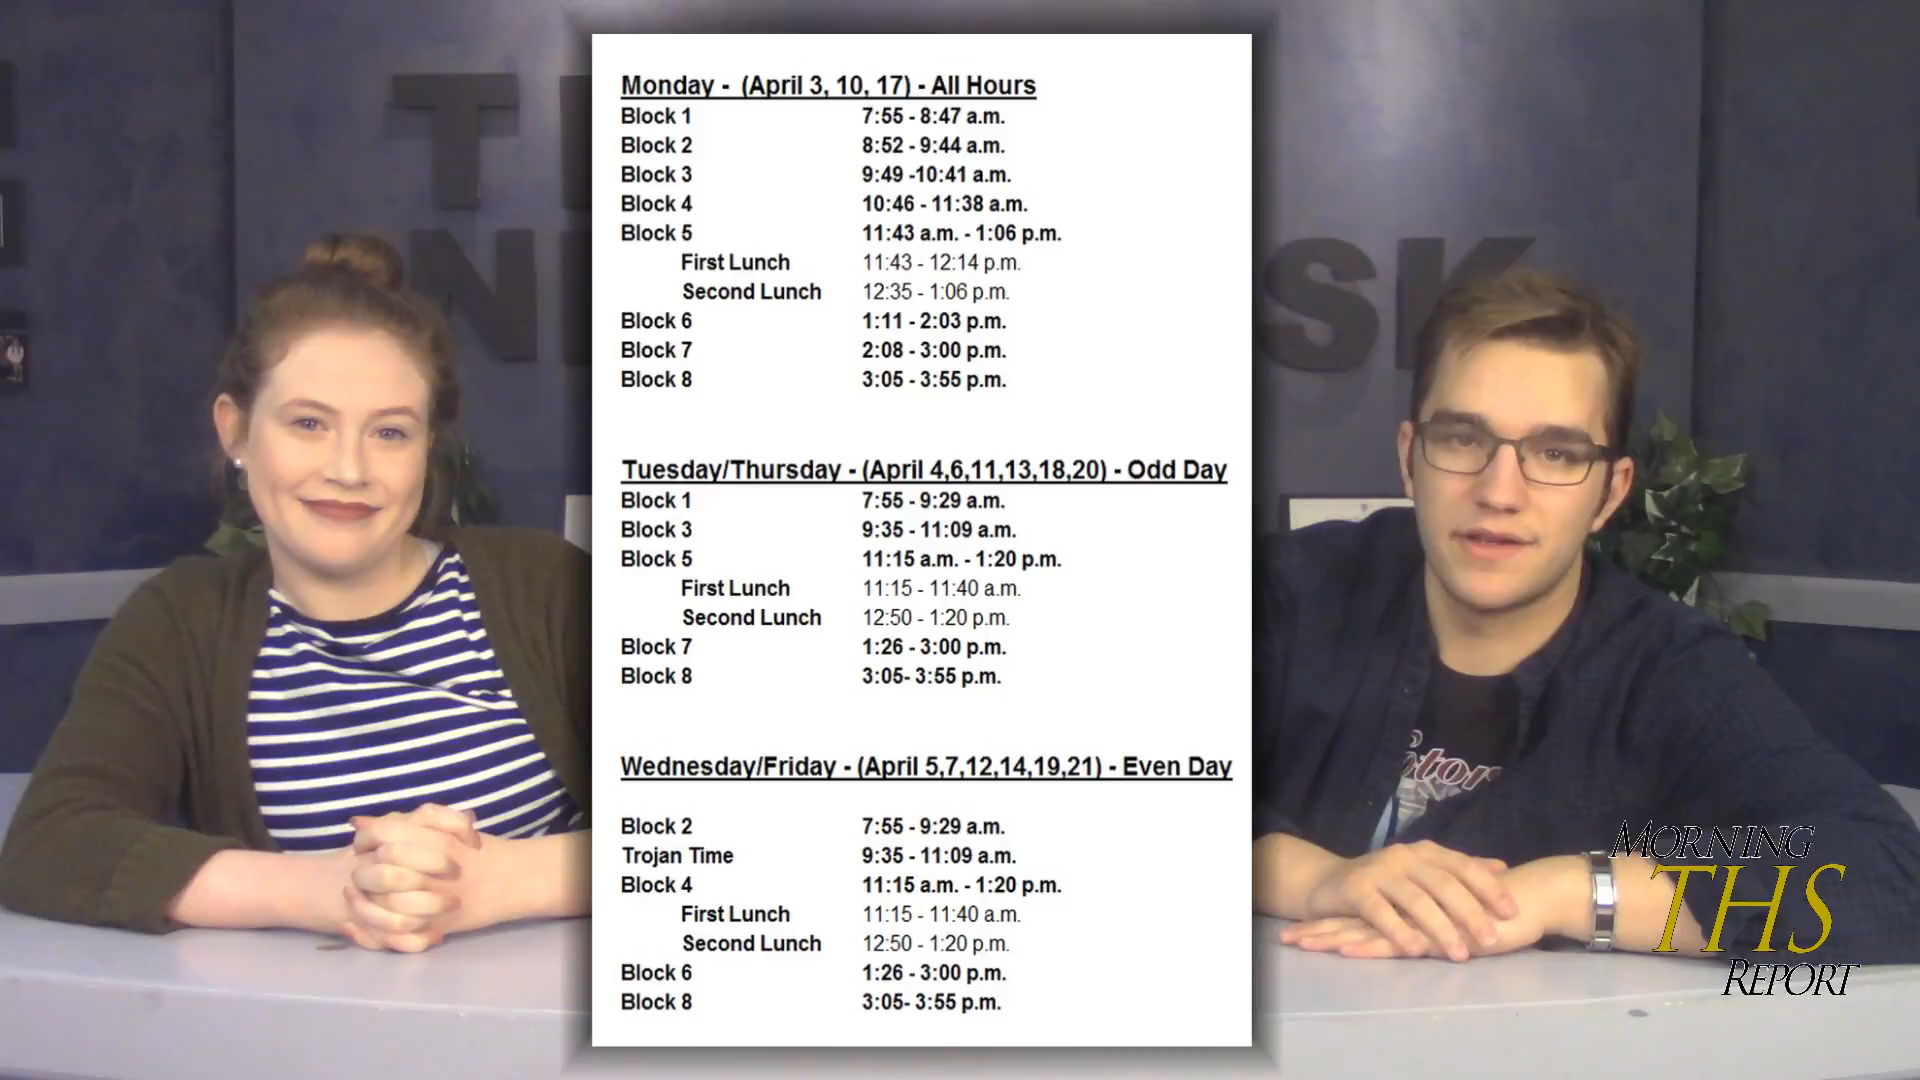 Monday -  (April 3, 10, 17) - All Hours
Block 1 7:55 - 8:47 a.m.
Block 2 8:52 - 9:44 a.m.
Block 3 9:49 -10:41 a.m.
Block 4 10:46 - 11:38 a.m.
Block 5 11:43 a.m. - 1:06 p.m.
First Lunch 11:43 - 12:14 p.m.
Second Lunch 12:35 - 1:06 p.m.
Block 6 1:11 - 2:03 p.m.
Block 7 2:08 - 3:00 p.m.
Block 8 3:05 - 3:55 p.m.
Tuesday/Thursday - (April 4,6,11,13,18,20) - Odd Day
Block 1 7:55 - 9:29 a.m.
Block 3 9:35 - 11:09 a.m.
Block 5 11:15 a.m. - 1:20 p.m.
First Lunch 11:15 - 11:40 a.m.
Second Lunch 12:50 - 1:20 p.m.
Block 7 1:26 - 3:00 p.m.
Block 8 3:05- 3:55 p.m.
Wednesday/Friday - (April 5,7,12,14,19,21) - Even Day
Block 2 7:55 - 9:29 a.m.
Trojan Time 9:35 - 11:09 a.m.
Block 4 11:15 a.m. - 1:20 p.m.
First Lunch 11:15 - 11:40 a.m.
Second Lunch 12:50 - 1:20 p.m.
Block 6 1:26 - 3:00 p.m.
Block 8 3:05- 3:55 p.m.
MORNING
THS
REPORT